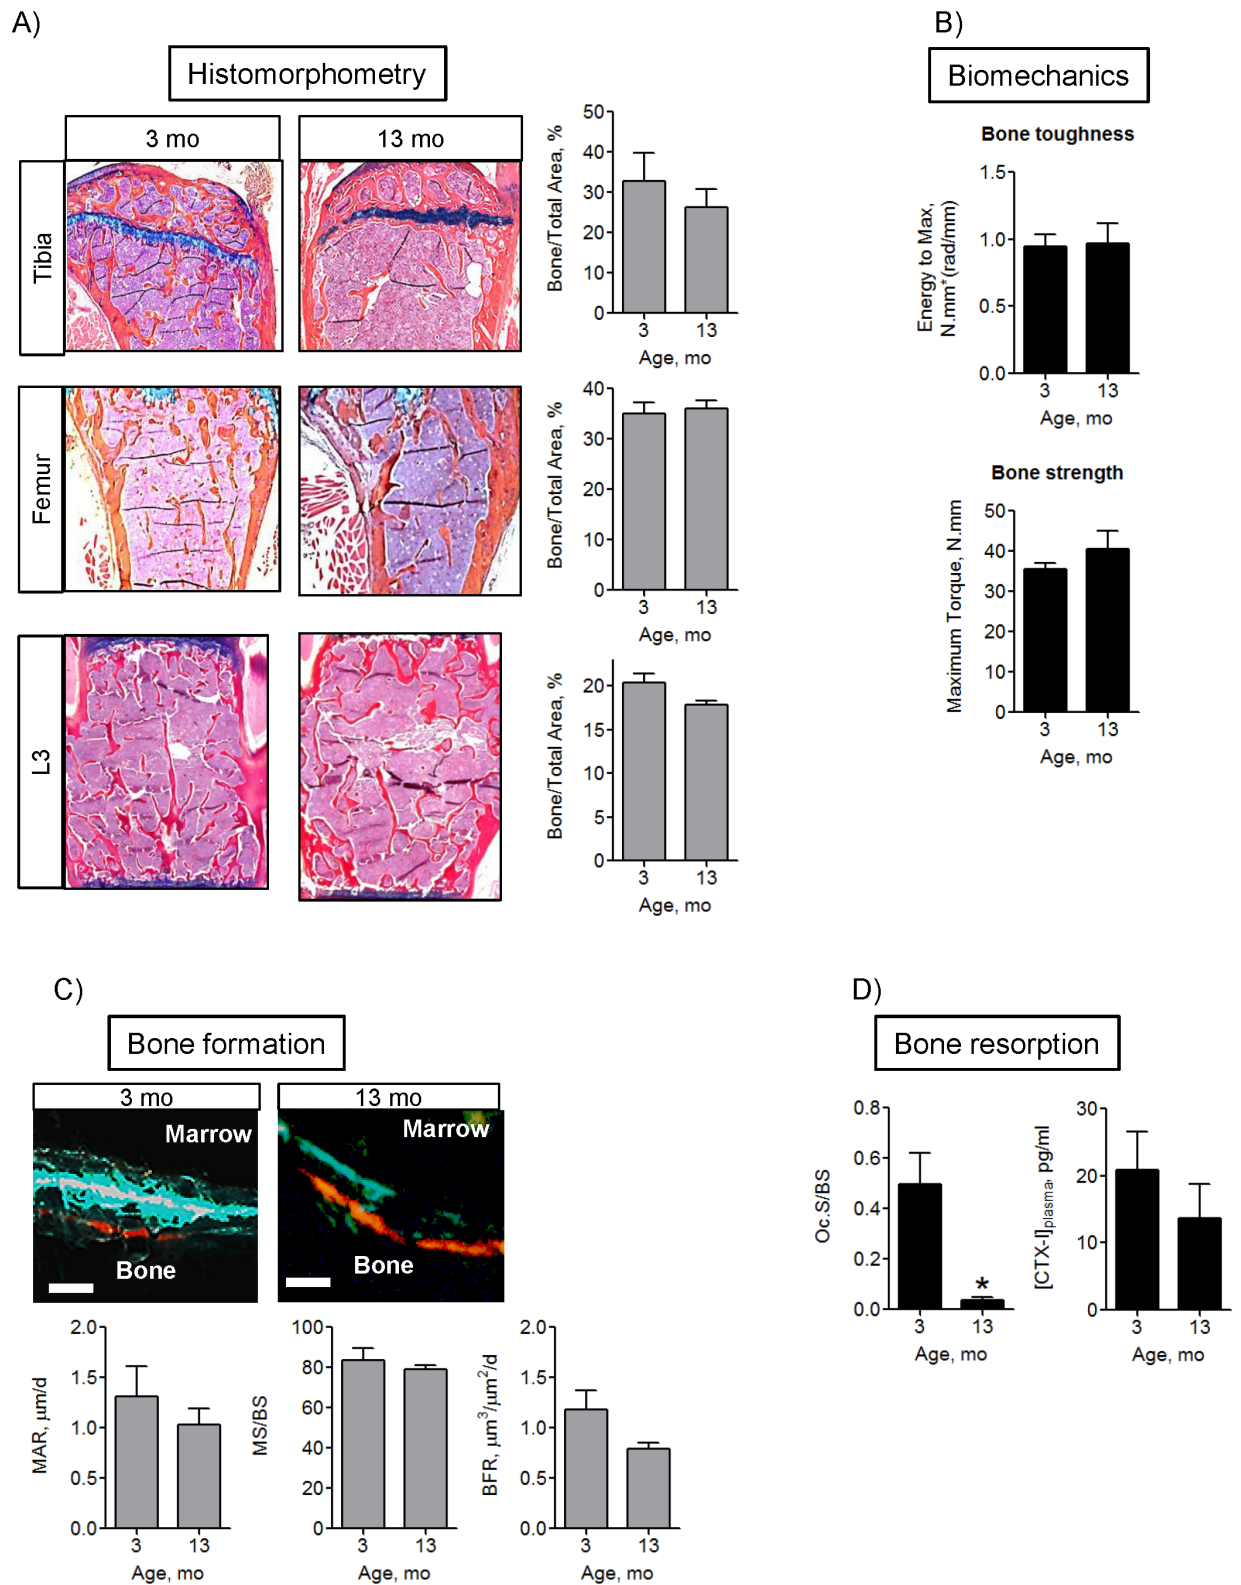 A)
Histomorphometry
3 mo
13 mo
Tibia
Bone/Total Area, %
50
40
30
20
10
0
3
13
Age, mo
Femur
Bone/Total Area, %
40
30
20
10
0
3
13
Age, mo
L3
Bone/Total Area, %
20
15
10
5
0
3
13
Age, mo
B)
Biomechanics
Bone toughness
Energy to Max,
N.mm*(rad/mm)
1.5
1.0
0.5
0.0
3
13
Age, mo
Bone strength
Maximum Torque, N.mm
50
40
30
20
10
0
3
13
Age, mo
C)
Bone formation
3 mo
13 mo
Marrow
Bone
Marrow
Bone
MAR, μm/d
2.0
1.5
1.0
0.5
0.0
3
13
Age, mo
MS/BS
100
80
60
40
20
0
3
13
Age, mo
BFR, μm³/μm²/d
2.0
1.5
1.0
0.5
0.0
3
13
Age, mo
D)
Bone resorption
Oc.S/BS
0.8
0.6
0.4
0.2
0.0
*
3
13
Age, mo
[CTX-I]plasma, pg/ml
30
20
10
0
3
13
Age, mo